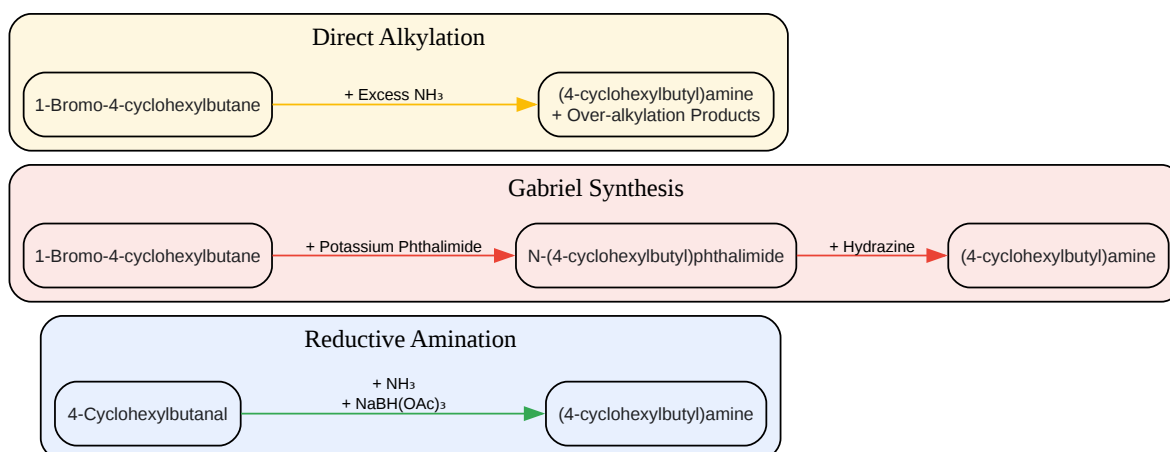 Direct Alkylation
1-Bromo-4-cyclohexylbutane
+ Excess NH₃
(4-cyclohexylbutyl)amine
+ Over-alkylation Products
Gabriel Synthesis
1-Bromo-4-cyclohexylbutane
+ Potassium Phthalimide
N-(4-cyclohexylbutyl)phthalimide
+ Hydrazine
(4-cyclohexylbutyl)amine
Reductive Amination
4-Cyclohexylbutanal
+ NH₃
+ NaBH(OAc)₃
(4-cyclohexylbutyl)amine